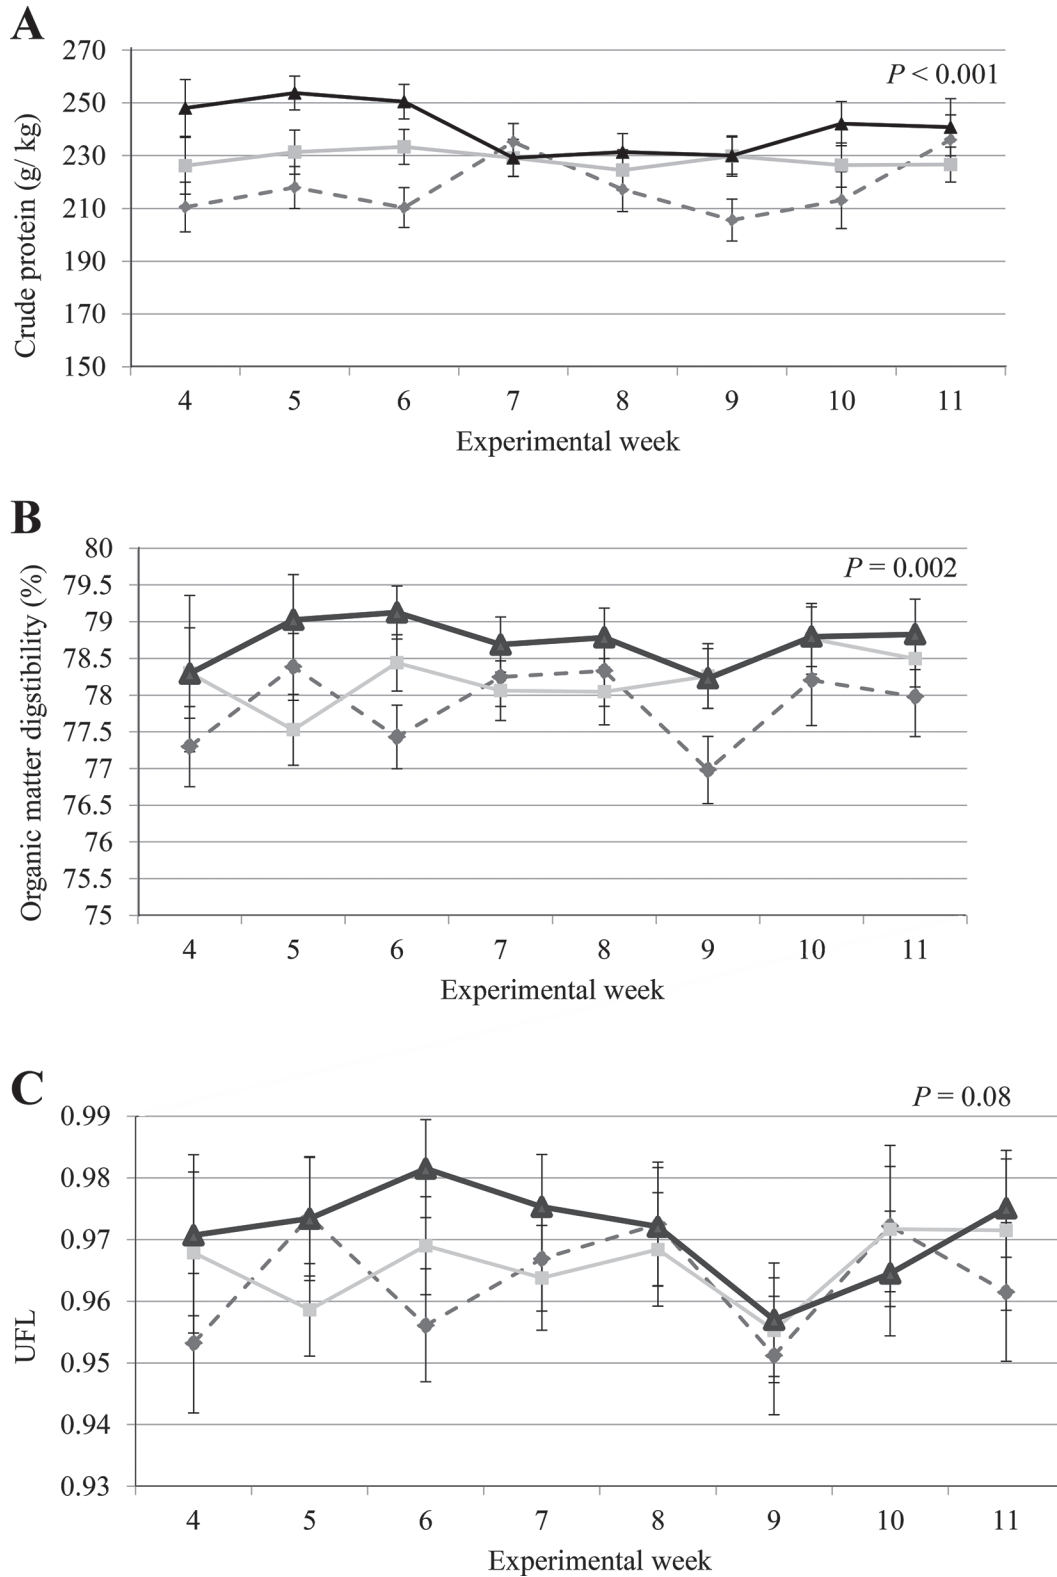 A
270
250
230
210
190
170
150
Crude protein (g/ kg)
P < 0.001
4 5 6 7 8 9 10 11
Experimental week
B
80
79.5
79
78.5
78
77.5
77
76.5
76
75.5
75
Organic matter digstibility (%)
P = 0.002
4 5 6 7 8 9 10 11
Experimental week
C
0.99
0.98
0.97
0.96
0.95
0.94
0.93
UFL
P = 0.08
4 5 6 7 8 9 10 11
Experimental week